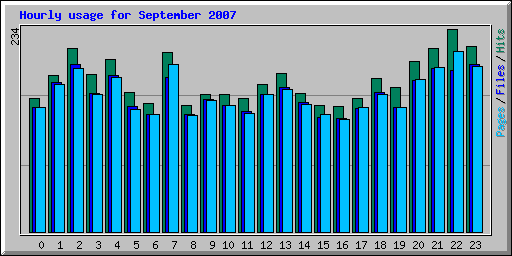 Hourly usage for September 2007
234
Pages / Files / Hits
0 1 2 3 4 5 6 7 8 9 10 11 12 13 14 15 16 17 18 19 20 21 22 23